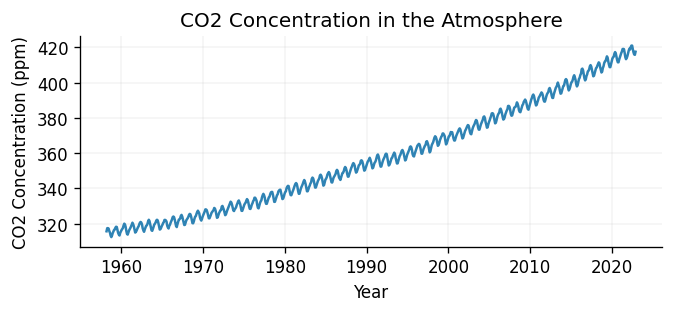 CO2 Concentration in the Atmosphere
CO2 Concentration (ppm)
420
400
380
360
340
320
1960 1970 1980 1990 2000 2010 2020
Year